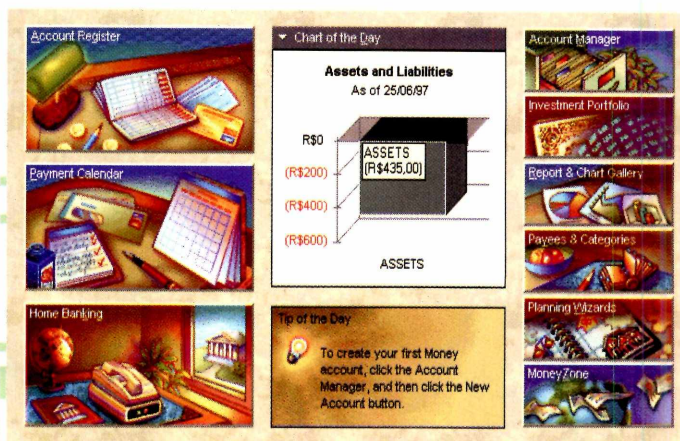 Account Register
Payment Calendar
Home Banking
Chart of the Day
Assets and Liabilities
As of 25/06/97
R$0
(R$200)
(R$400)
(R$600)
ASSETS
(R$435,00)
ASSETS
Tip of the Day
To create your first Money
account, click the Account
Manager, and then click the New
Account button.
Account Manager
Investment Portfolio
Report & Chart Gallery
Payees & Categories
Planning Wizards
MoneyZone